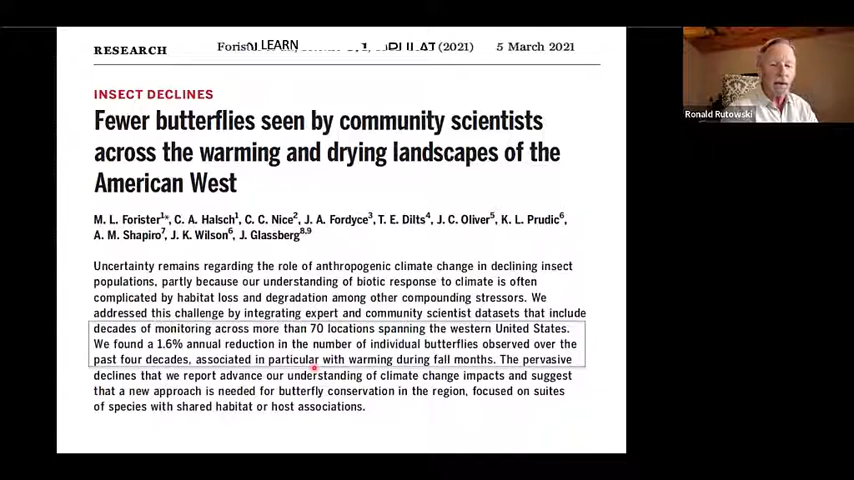 RESEARCH
LEARN
(2021) 5 March 2021
Ronald Rutowski
INSECT DECLINES
Fewer butterflies seen by community scientists
across the warming and drying landscapes of the
American West
M. L. Forister1*, C. A. Halsch1, C. C. Nice2, J. A. Fordyce3, T. E. Dilts4, J. C. Oliver5, K. L. Prudic6,
A. M. Shapiro7, J. K. Wilson6, J. Glassberg8,9
Uncertainty remains regarding the role of anthropogenic climate change in declining insect
populations, partly because our understanding of biotic response to climate is often
complicated by habitat loss and degradation among other compounding stressors. We
addressed this challenge by integrating expert and community scientist datasets that include
decades of monitoring across more than 70 locations spanning the western United States.
We found a 1.6% annual reduction in the number of individual butterflies observed over the
past four decades, associated in particular with warming during fall months. The pervasive
declines that we report advance our understanding of climate change impacts and suggest
that a new approach is needed for butterfly conservation in the region, focused on suites
of species with shared habitat or host associations.